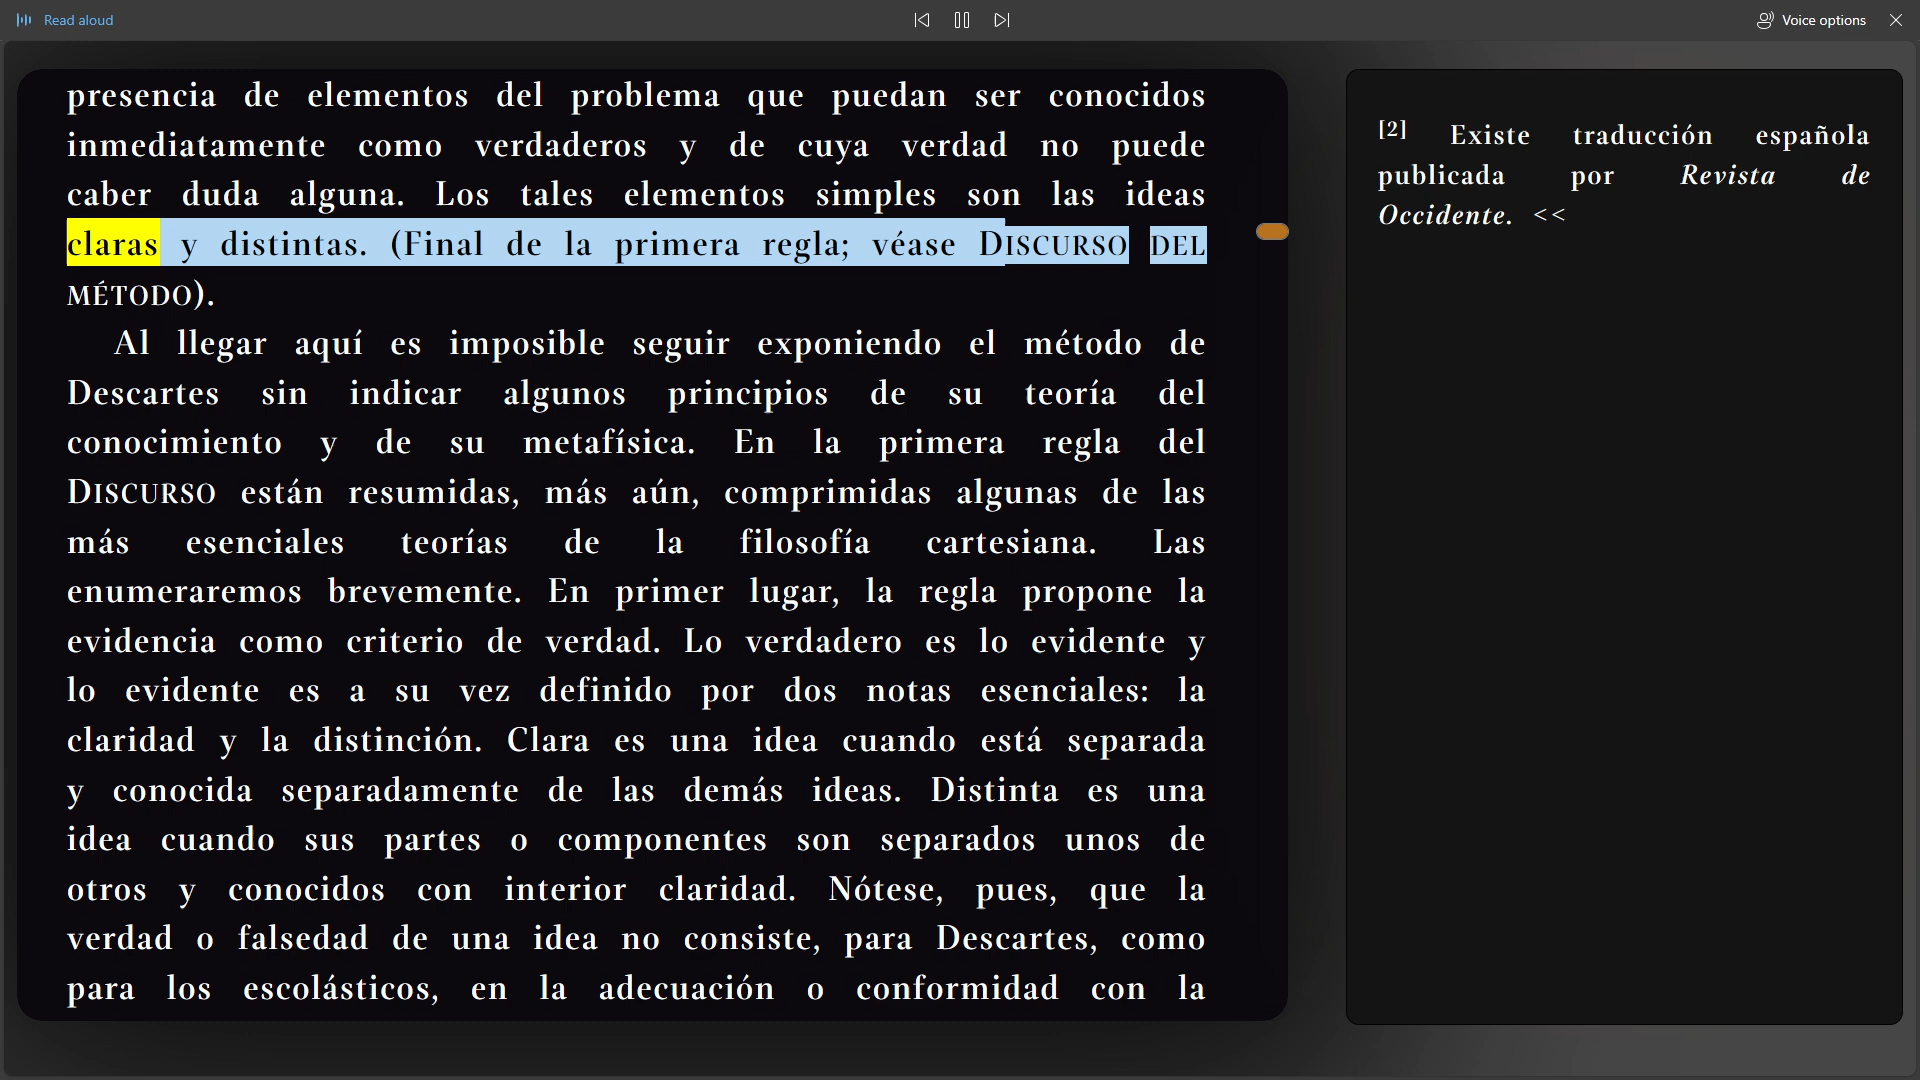 Read aloud
Voice options
presencia de elementos del problema que puedan ser conocidos
inmediatamente como verdaderos y de cuya verdad no puede
caber duda alguna. Los tales elementos simples son las ideas
claras y distintas. (Final de la primera regla; véase DISCURSO DEL
MÉTODO).
Al llegar aquí es imposible seguir exponiendo el método de
Descartes sin indicar algunos principios de su teoría del
conocimiento y de su metafísica. En la primera regla del
DISCURSO están resumidas, más aún, comprimidas algunas de las
más esenciales teorías de la filosofía cartesiana. Las
enumeraremos brevemente. En primer lugar, la regla propone la
evidencia como criterio de verdad. Lo verdadero es lo evidente y
lo evidente es a su vez definido por dos notas esenciales: la
claridad y la distinción. Clara es una idea cuando está separada
y conocida separadamente de las demás ideas. Distinta es una
idea cuando sus partes o componentes son separados unos de
otros y conocidos con interior claridad. Nótese, pues, que la
verdad o falsedad de una idea no consiste, para Descartes, como
para los escolásticos, en la adecuación o conformidad con la
[2] Existe traducción española
publicada por Revista de
Occidente. <<